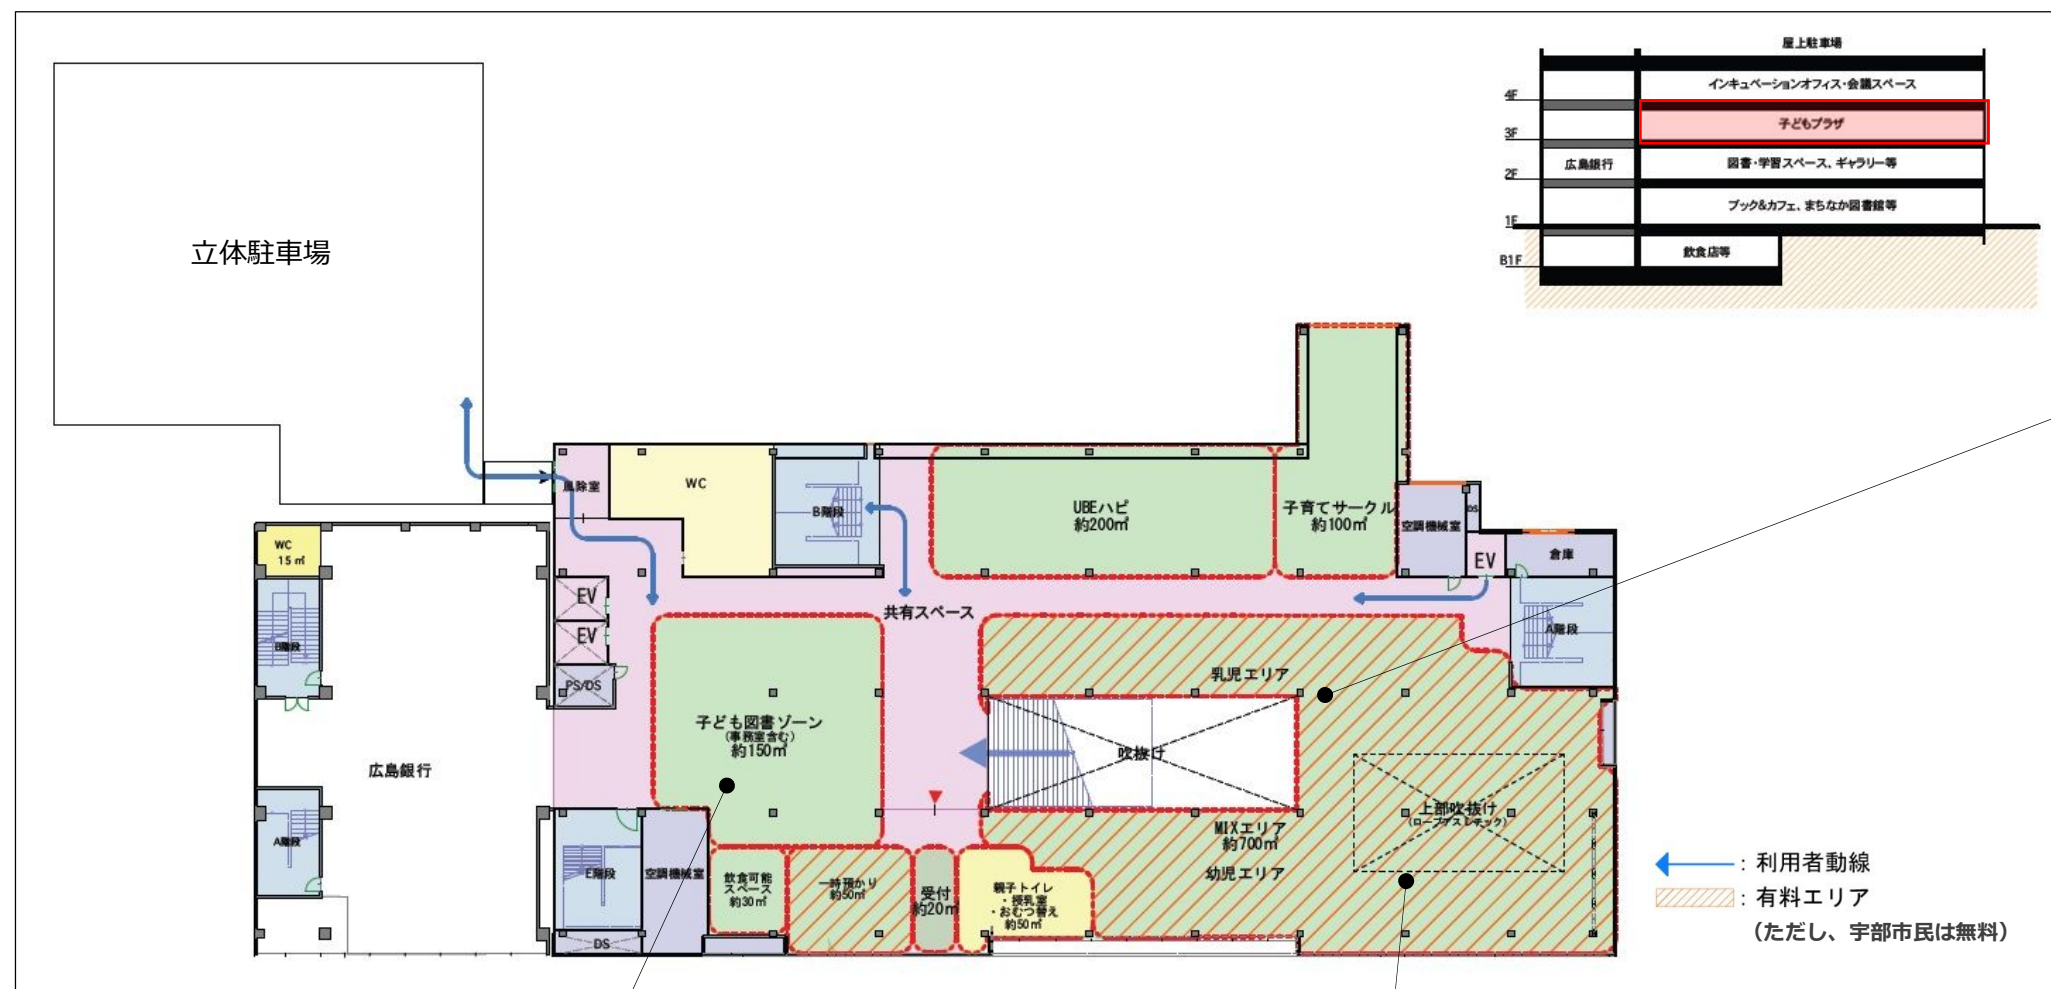 屋上駐車場
4F
インキュベーションオフィス・会議スペース
3F
子どもプラザ
2F
広島銀行
図書・学習スペース、ギャラリー等
1F
ブック&カフェ、まちなか図書館等
B1F
飲食店等
立体駐車場
風除室
WC
B階段
UBEハピ
約200㎡
子育てサークル
約100㎡
空調機械室
DS
EV
倉庫
A階段
WC
15㎡
B階段
EV
EV
PS/DS
共有スペース
乳児エリア
子ども図書ゾーン
(事務室含む)
約150㎡
吹抜け
広島銀行
上部吹抜け
(ロープアスレチック)
MIXエリア
約700㎡
幼児エリア
A階段
E階段
空調機械室
飲食可能
スペース
約30㎡
一時預かり
約50㎡
受付
約20㎡
親子トイレ
・授乳室
・おむつ替え
約50㎡
DS
:利用者動線
:有料エリア
(ただし、宇部市民は無料)